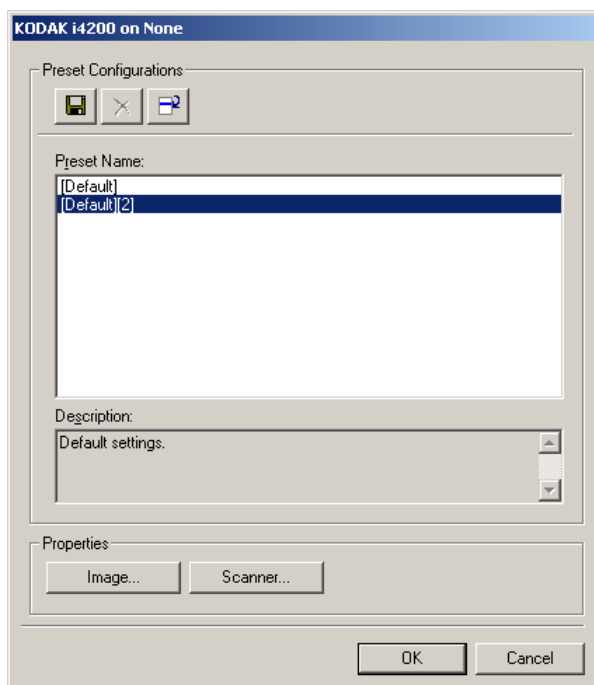 KODAK i4200 on None
Preset Configurations
Preset Name:
[Default]
[Default][2]
Description:
Default settings.
Properties
Image...
Scanner...
OK
Cancel